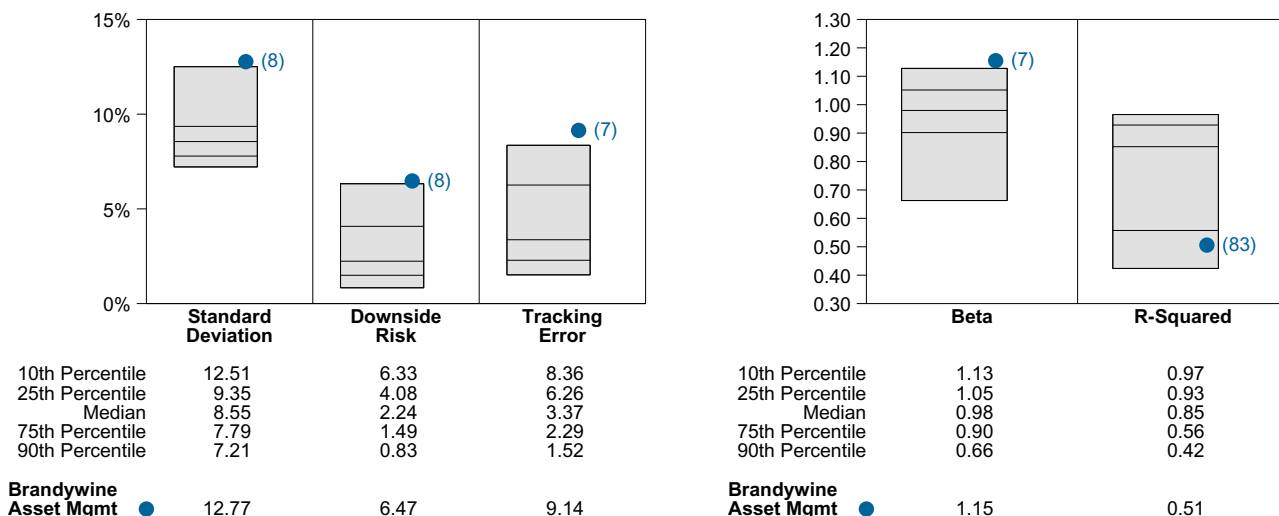 15%
10%
5%
0%
(8)
(8)
(7)
Standard Deviation
Downside Risk
Tracking Error
10th Percentile 12.51 6.33 8.36
25th Percentile 9.35 4.08 6.26
Median 8.55 2.24 3.37
75th Percentile 7.79 1.49 2.29
90th Percentile 7.21 0.83 1.52
Brandywine
Asset Mgmt 12.77 6.47 9.14
1.30
1.20
1.10
1.00
0.90
0.80
0.70
0.60
0.50
0.40
0.30
(7)
(83)
Beta
R-Squared
10th Percentile 1.13 0.97
25th Percentile 1.05 0.93
Median 0.98 0.85
75th Percentile 0.90 0.56
90th Percentile 0.66 0.42
Brandywine
Asset Mgmt 1.15 0.51